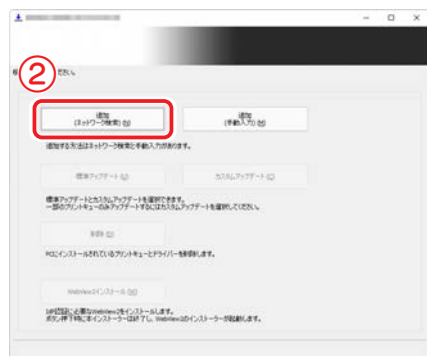 ②
ださい。
追加
(ネットワーク検索)(N)
追加
(手動入力)(M)
追加する方法はネットワーク検索と手動入力があります。
標準アップデート(U)
カスタムアップデート(C)
標準アップデートとカスタムアップデートを選択できます。
一部のプリントキューのみアップデートするにはカスタムアップデートを選択してください。
削除(D)
PCにインストールされているプリントキューとドライバーを削除します。
WebView2インストール(W)
に必要なWebView2をインストールします。
ボタン押下時に本インストーラーは終了し、WebView2のインストーラーが起動します。